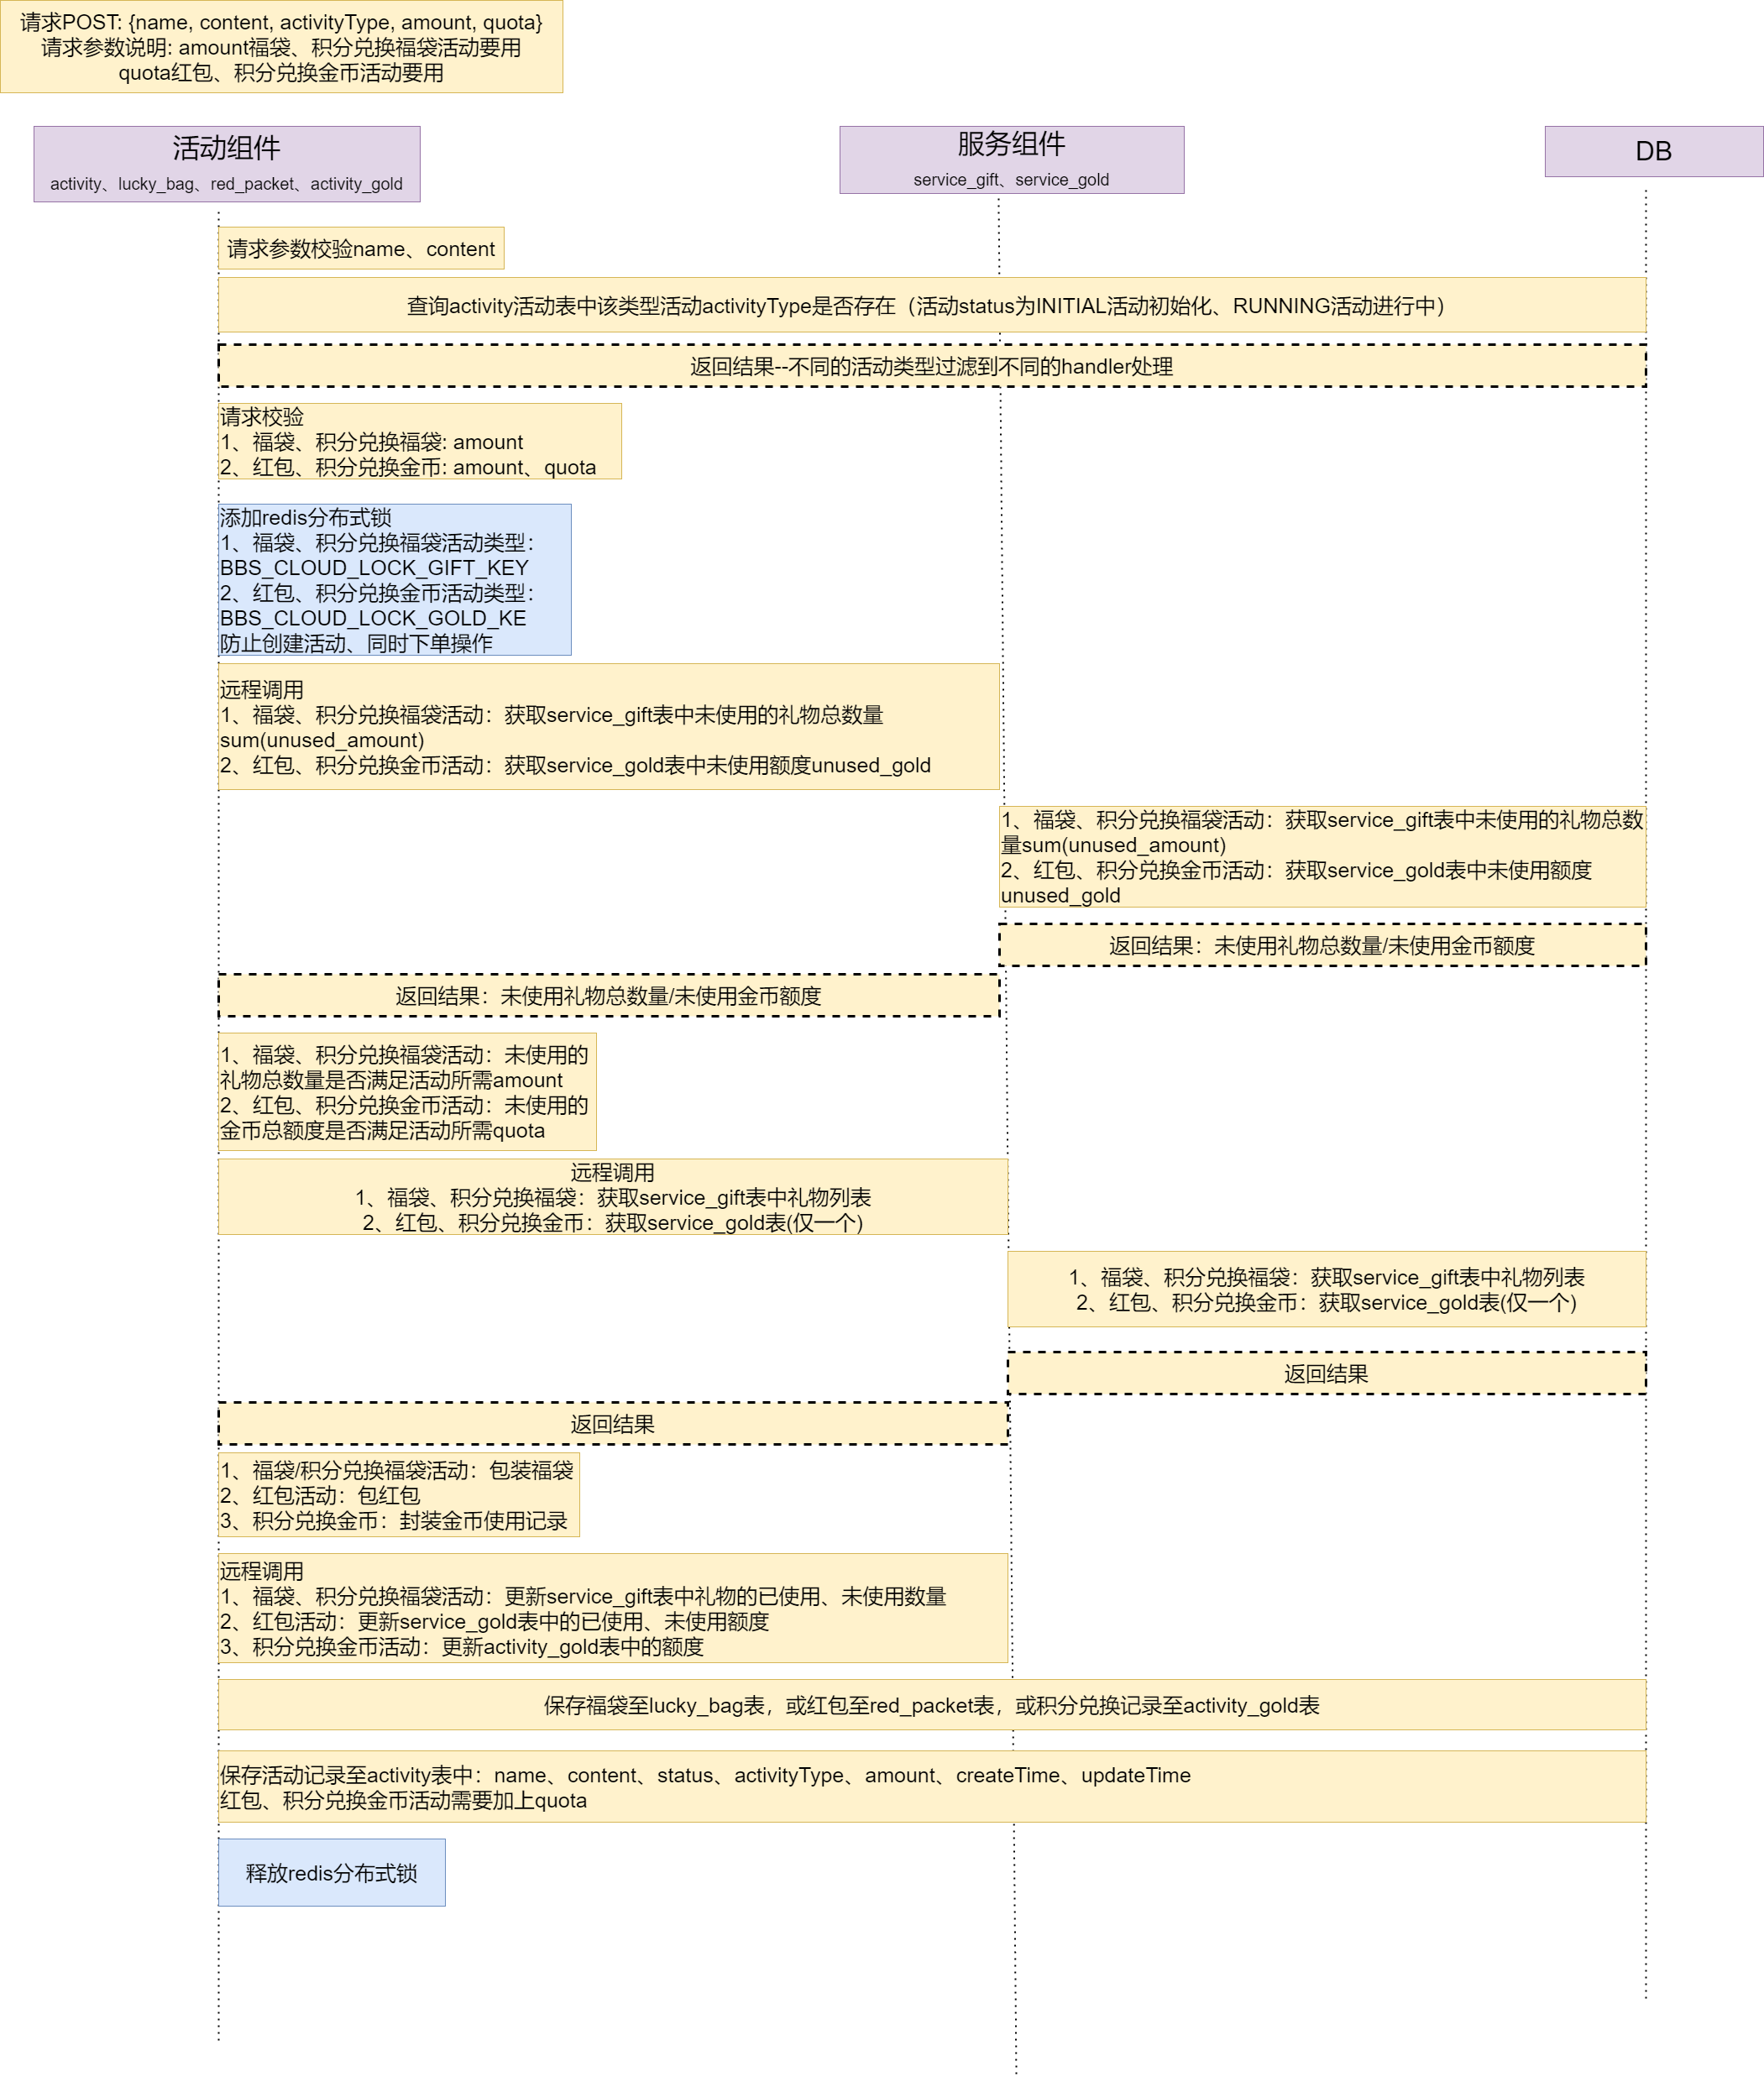 请求POST: {name, content, activityType, amount, quota}
请求参数说明: amount福袋、积分兑换福袋活动要用
quota红包、积分兑换金币活动要用
活动组件
activity、lucky_bag、red_packet、activity_gold
服务组件
service_gift、service_gold
DB
请求参数校验name、content
查询activity活动表中该类型活动activityType是否存在（活动status为INITIAL活动初始化、RUNNING活动进行中）
返回结果--不同的活动类型过滤到不同的handler处理
请求校验
1、福袋、积分兑换福袋: amount
2、红包、积分兑换金币: amount、quota
添加redis分布式锁
1、福袋、积分兑换福袋活动类型：
BBS_CLOUD_LOCK_GIFT_KEY
2、红包、积分兑换金币活动类型：
BBS_CLOUD_LOCK_GOLD_KE
防止创建活动、同时下单操作
远程调用
1、福袋、积分兑换福袋活动：获取service_gift表中未使用的礼物总数量
sum(unused_amount)
2、红包、积分兑换金币活动：获取service_gold表中未使用额度unused_gold
1、福袋、积分兑换福袋活动：获取service_gift表中未使用的礼物总数
量sum(unused_amount)
2、红包、积分兑换金币活动：获取service_gold表中未使用额度
unused_gold
返回结果：未使用礼物总数量/未使用金币额度
返回结果：未使用礼物总数量/未使用金币额度
1、福袋、积分兑换福袋活动：未使用的
礼物总数量是否满足活动所需amount
2、红包、积分兑换金币活动：未使用的
金币总额度是否满足活动所需quota
远程调用
1、福袋、积分兑换福袋：获取service_gift表中礼物列表
2、红包、积分兑换金币：获取service_gold表(仅一个)
1、福袋、积分兑换福袋：获取service_gift表中礼物列表
2、红包、积分兑换金币：获取service_gold表(仅一个)
返回结果
返回结果
1、福袋/积分兑换福袋活动：包装福袋
2、红包活动：包红包
3、积分兑换金币：封装金币使用记录
远程调用
1、福袋、积分兑换福袋活动：更新service_gift表中礼物的已使用、未使用数量
2、红包活动：更新service_gold表中的已使用、未使用额度
3、积分兑换金币活动：更新activity_gold表中的额度
保存福袋至lucky_bag表，或红包至red_packet表，或积分兑换记录至activity_gold表
保存活动记录至activity表中：name、content、status、activityType、amount、createTime、updateTime
红包、积分兑换金币活动需要加上quota
释放redis分布式锁